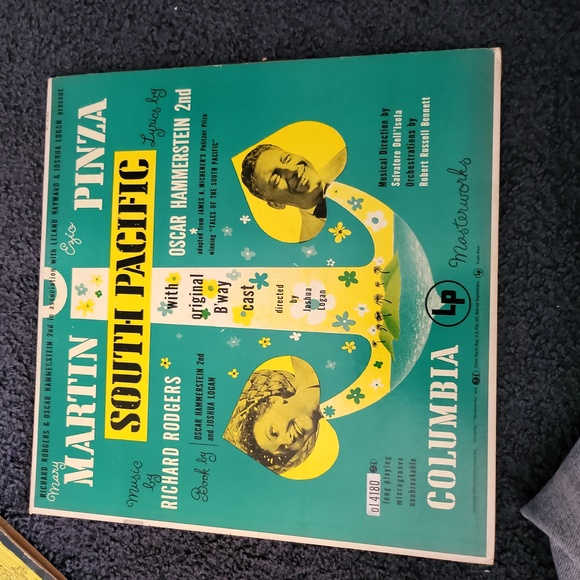 RICHARD RODGERS & OSCAR HAMMERSTEIN 2nd in association with LELAND HAYWARD & JOSHUA LOGAN present
Mary MARTIN Ezio PINZA
SOUTH PACIFIC
Music by
RICHARD RODGERS
Lyrics by
OSCAR HAMMERSTEIN 2nd
adapted from JAMES A. MICHENER'S Pulitzer Prize
winning "TALES OF THE SOUTH PACIFIC"
Book by
OSCAR HAMMERSTEIN 2nd
and JOSHUA LOGAN
with
original
B'way
cast
directed
by
Joshua
Logan
Musical Direction by
Salvatore Dell'Isola
Orchestrations by
Robert Russell Bennett
ol 4180
long playing
microgroove
nonbreakable
COLUMBIA
Lp
Masterworks